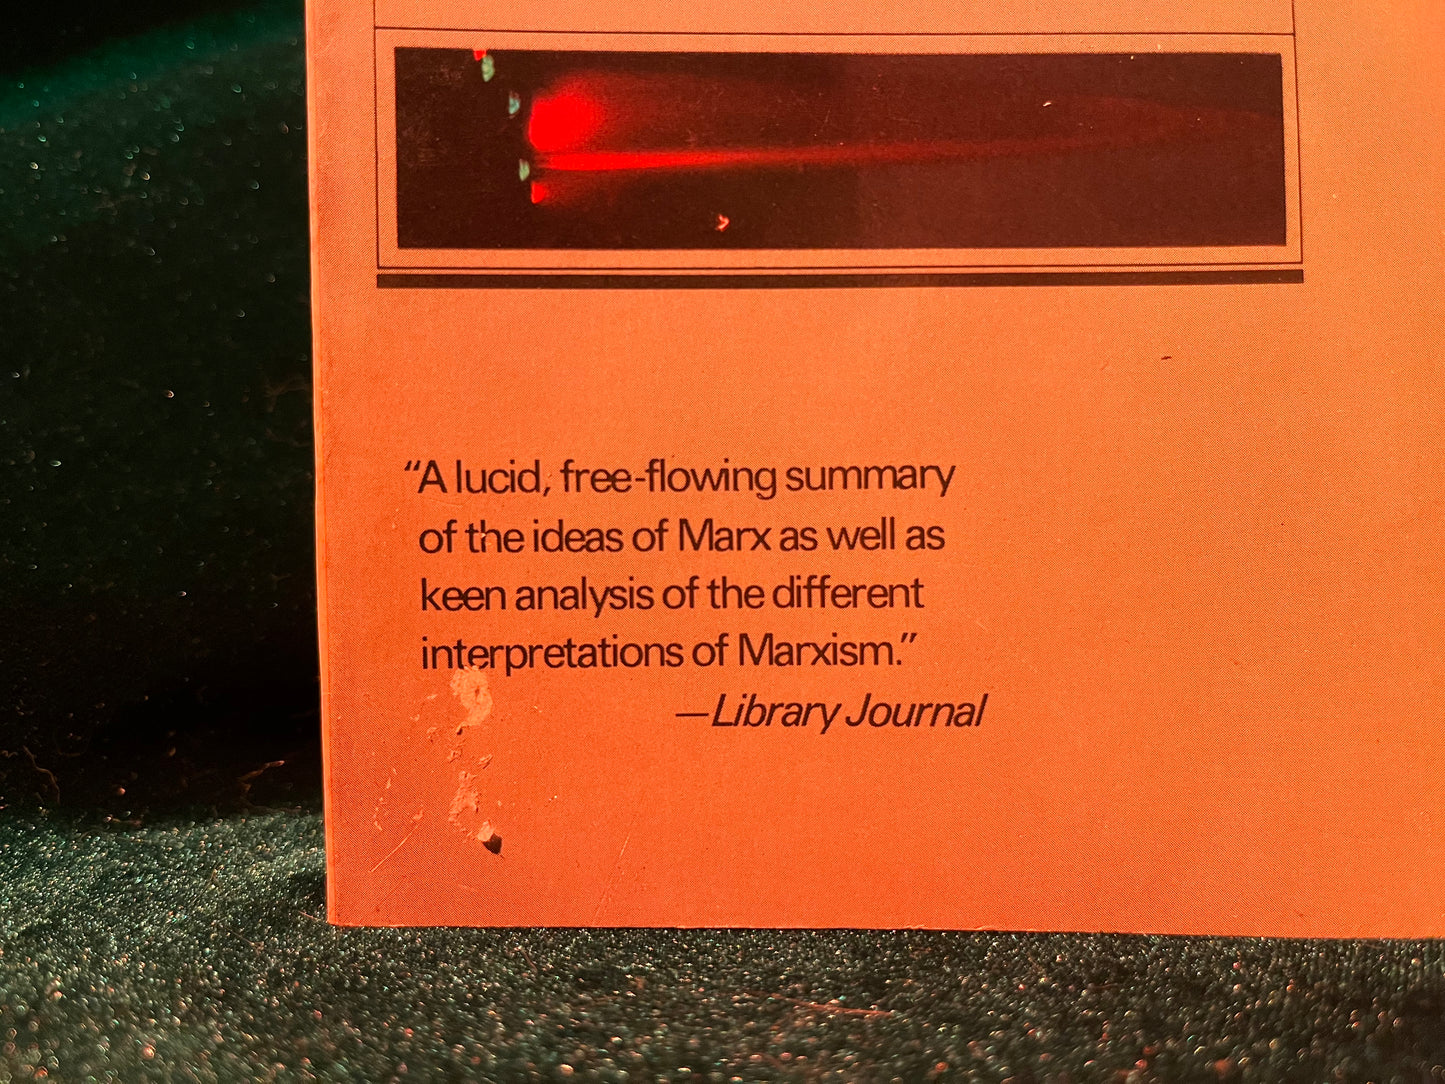 “A lucid, free-flowing summary
of the ideas of Marx as well as
keen analysis of the different
interpretations of Marxism.”
—Library Journal